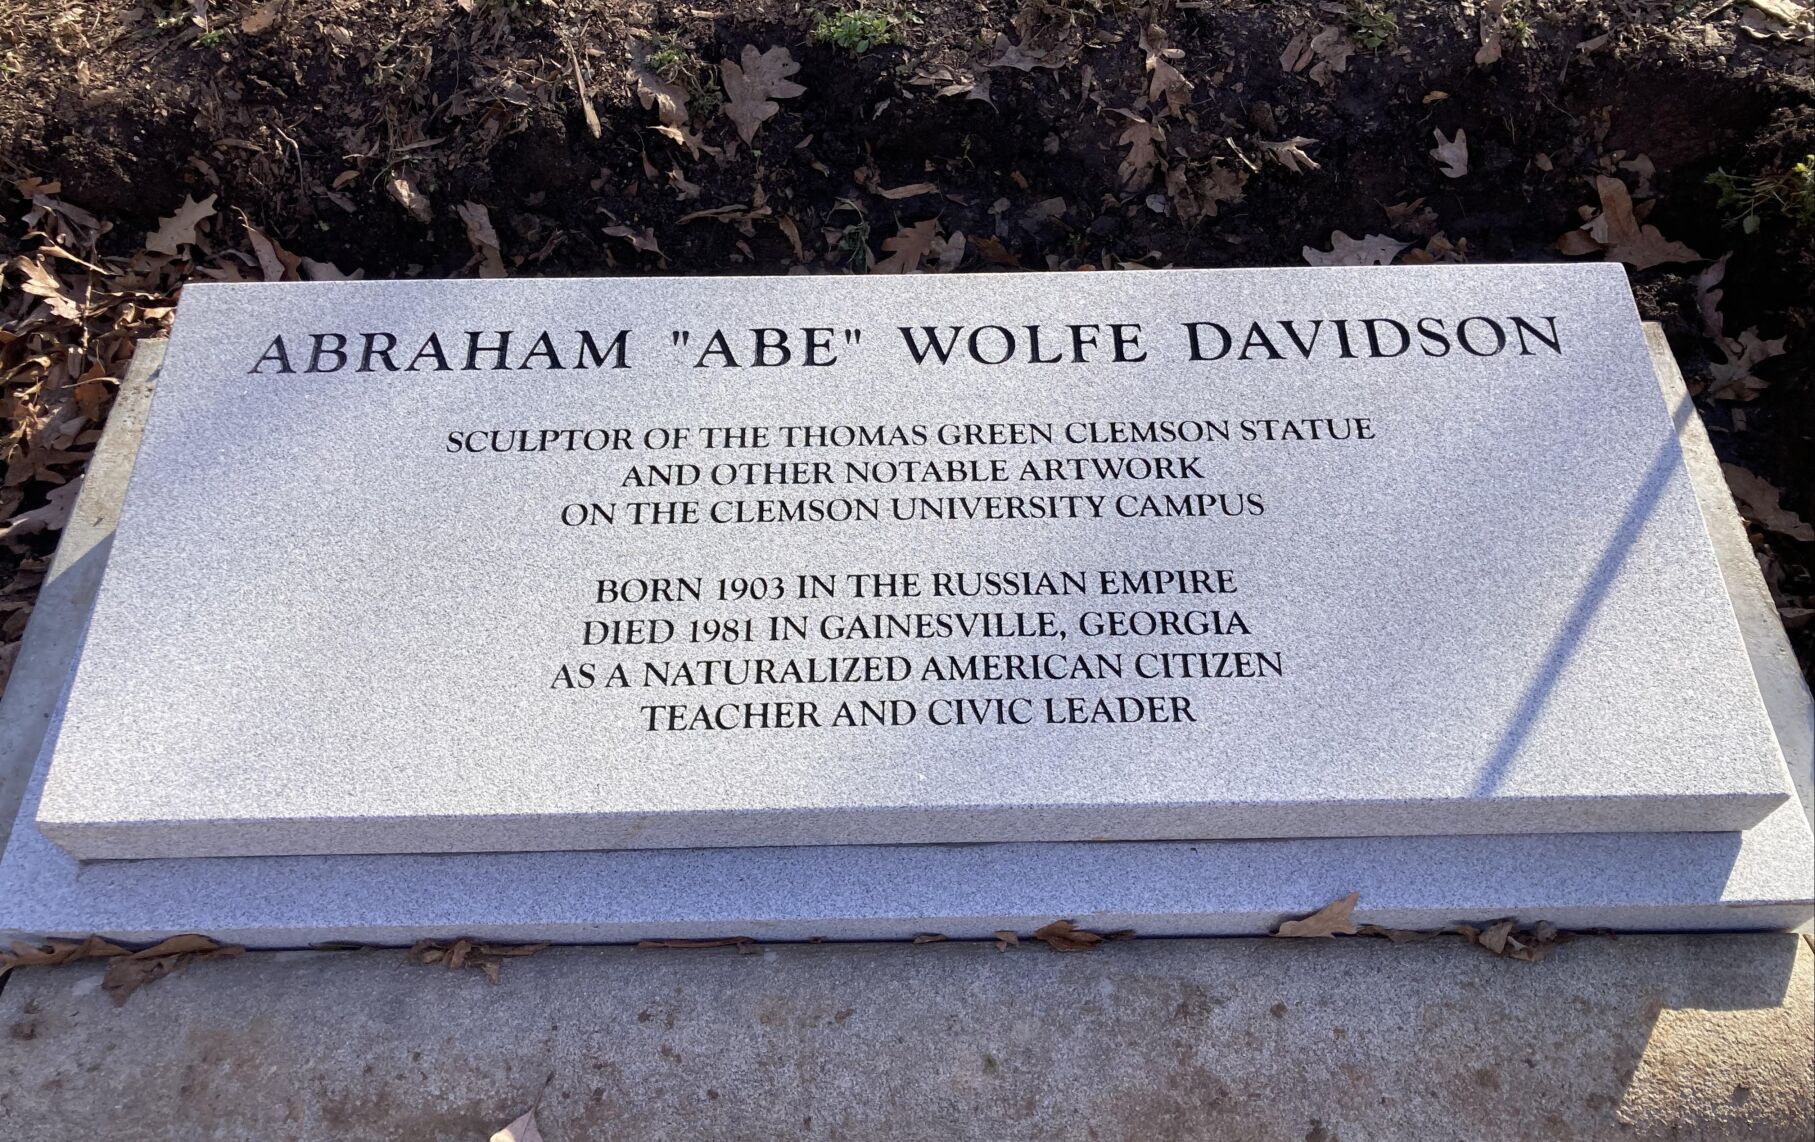 ABRAHAM "ABE" WOLFE DAVIDSON
SCULPTOR OF THE THOMAS GREEN CLEMSON STATUE
AND OTHER NOTABLE ARTWORK
ON THE CLEMSON UNIVERSITY CAMPUS
BORN 1903 IN THE RUSSIAN EMPIRE
DIED 1981 IN GAINESVILLE, GEORGIA
AS A NATURALIZED AMERICAN CITIZEN
TEACHER AND CIVIC LEADER